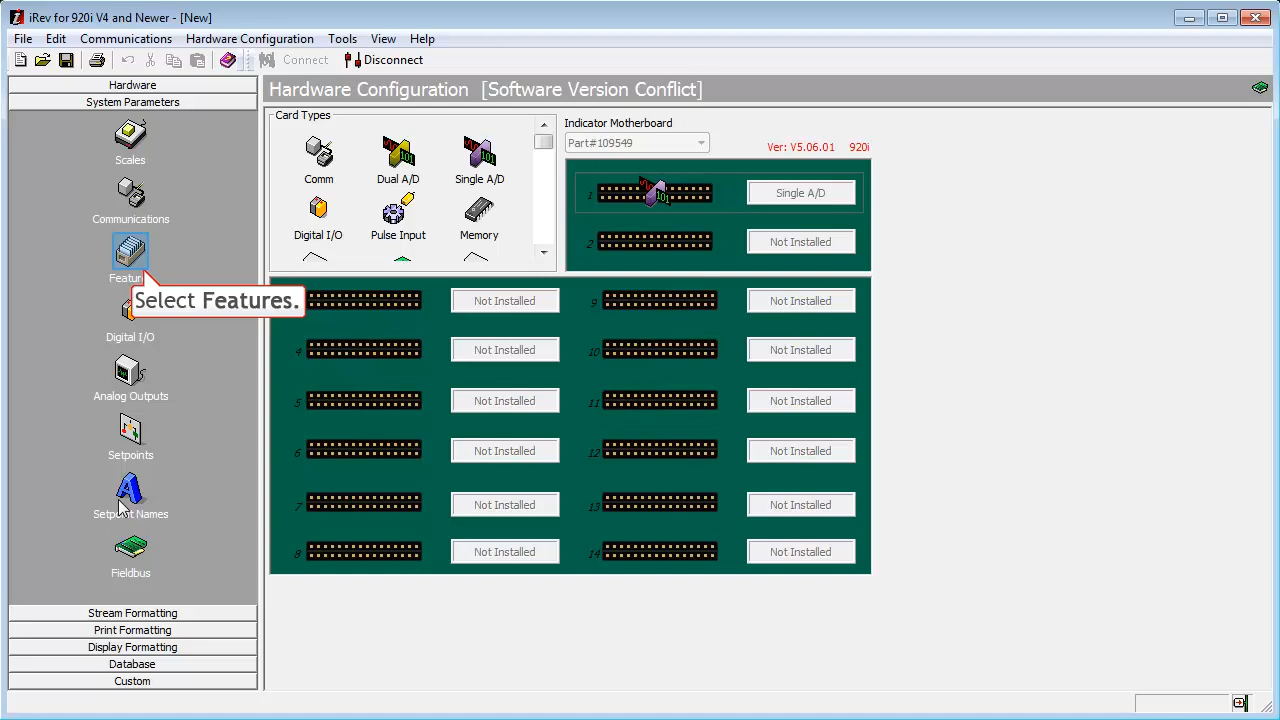 iRev for 920i V4 and Newer - [New]
File Edit Communications Hardware Configuration Tools View Help
Connect Disconnect
Hardware
System Parameters
Scales
Communications
Featur
Select Features.
Digital I/O
Analog Outputs
Setpoints
Setpoint Names
Fieldbus
Stream Formatting
Print Formatting
Display Formatting
Database
Custom
Hardware Configuration [Software Version Conflict]
Card Types
Comm Dual A/D Single A/D
Digital I/O Pulse Input Memory
Indicator Motherboard
Part#109549
Ver: V5.06.01 920i
1 Single A/D
2 Not Installed
Not Installed 9 Not Installed
4 Not Installed 10 Not Installed
5 Not Installed 11 Not Installed
6 Not Installed 12 Not Installed
7 Not Installed 13 Not Installed
8 Not Installed 14 Not Installed